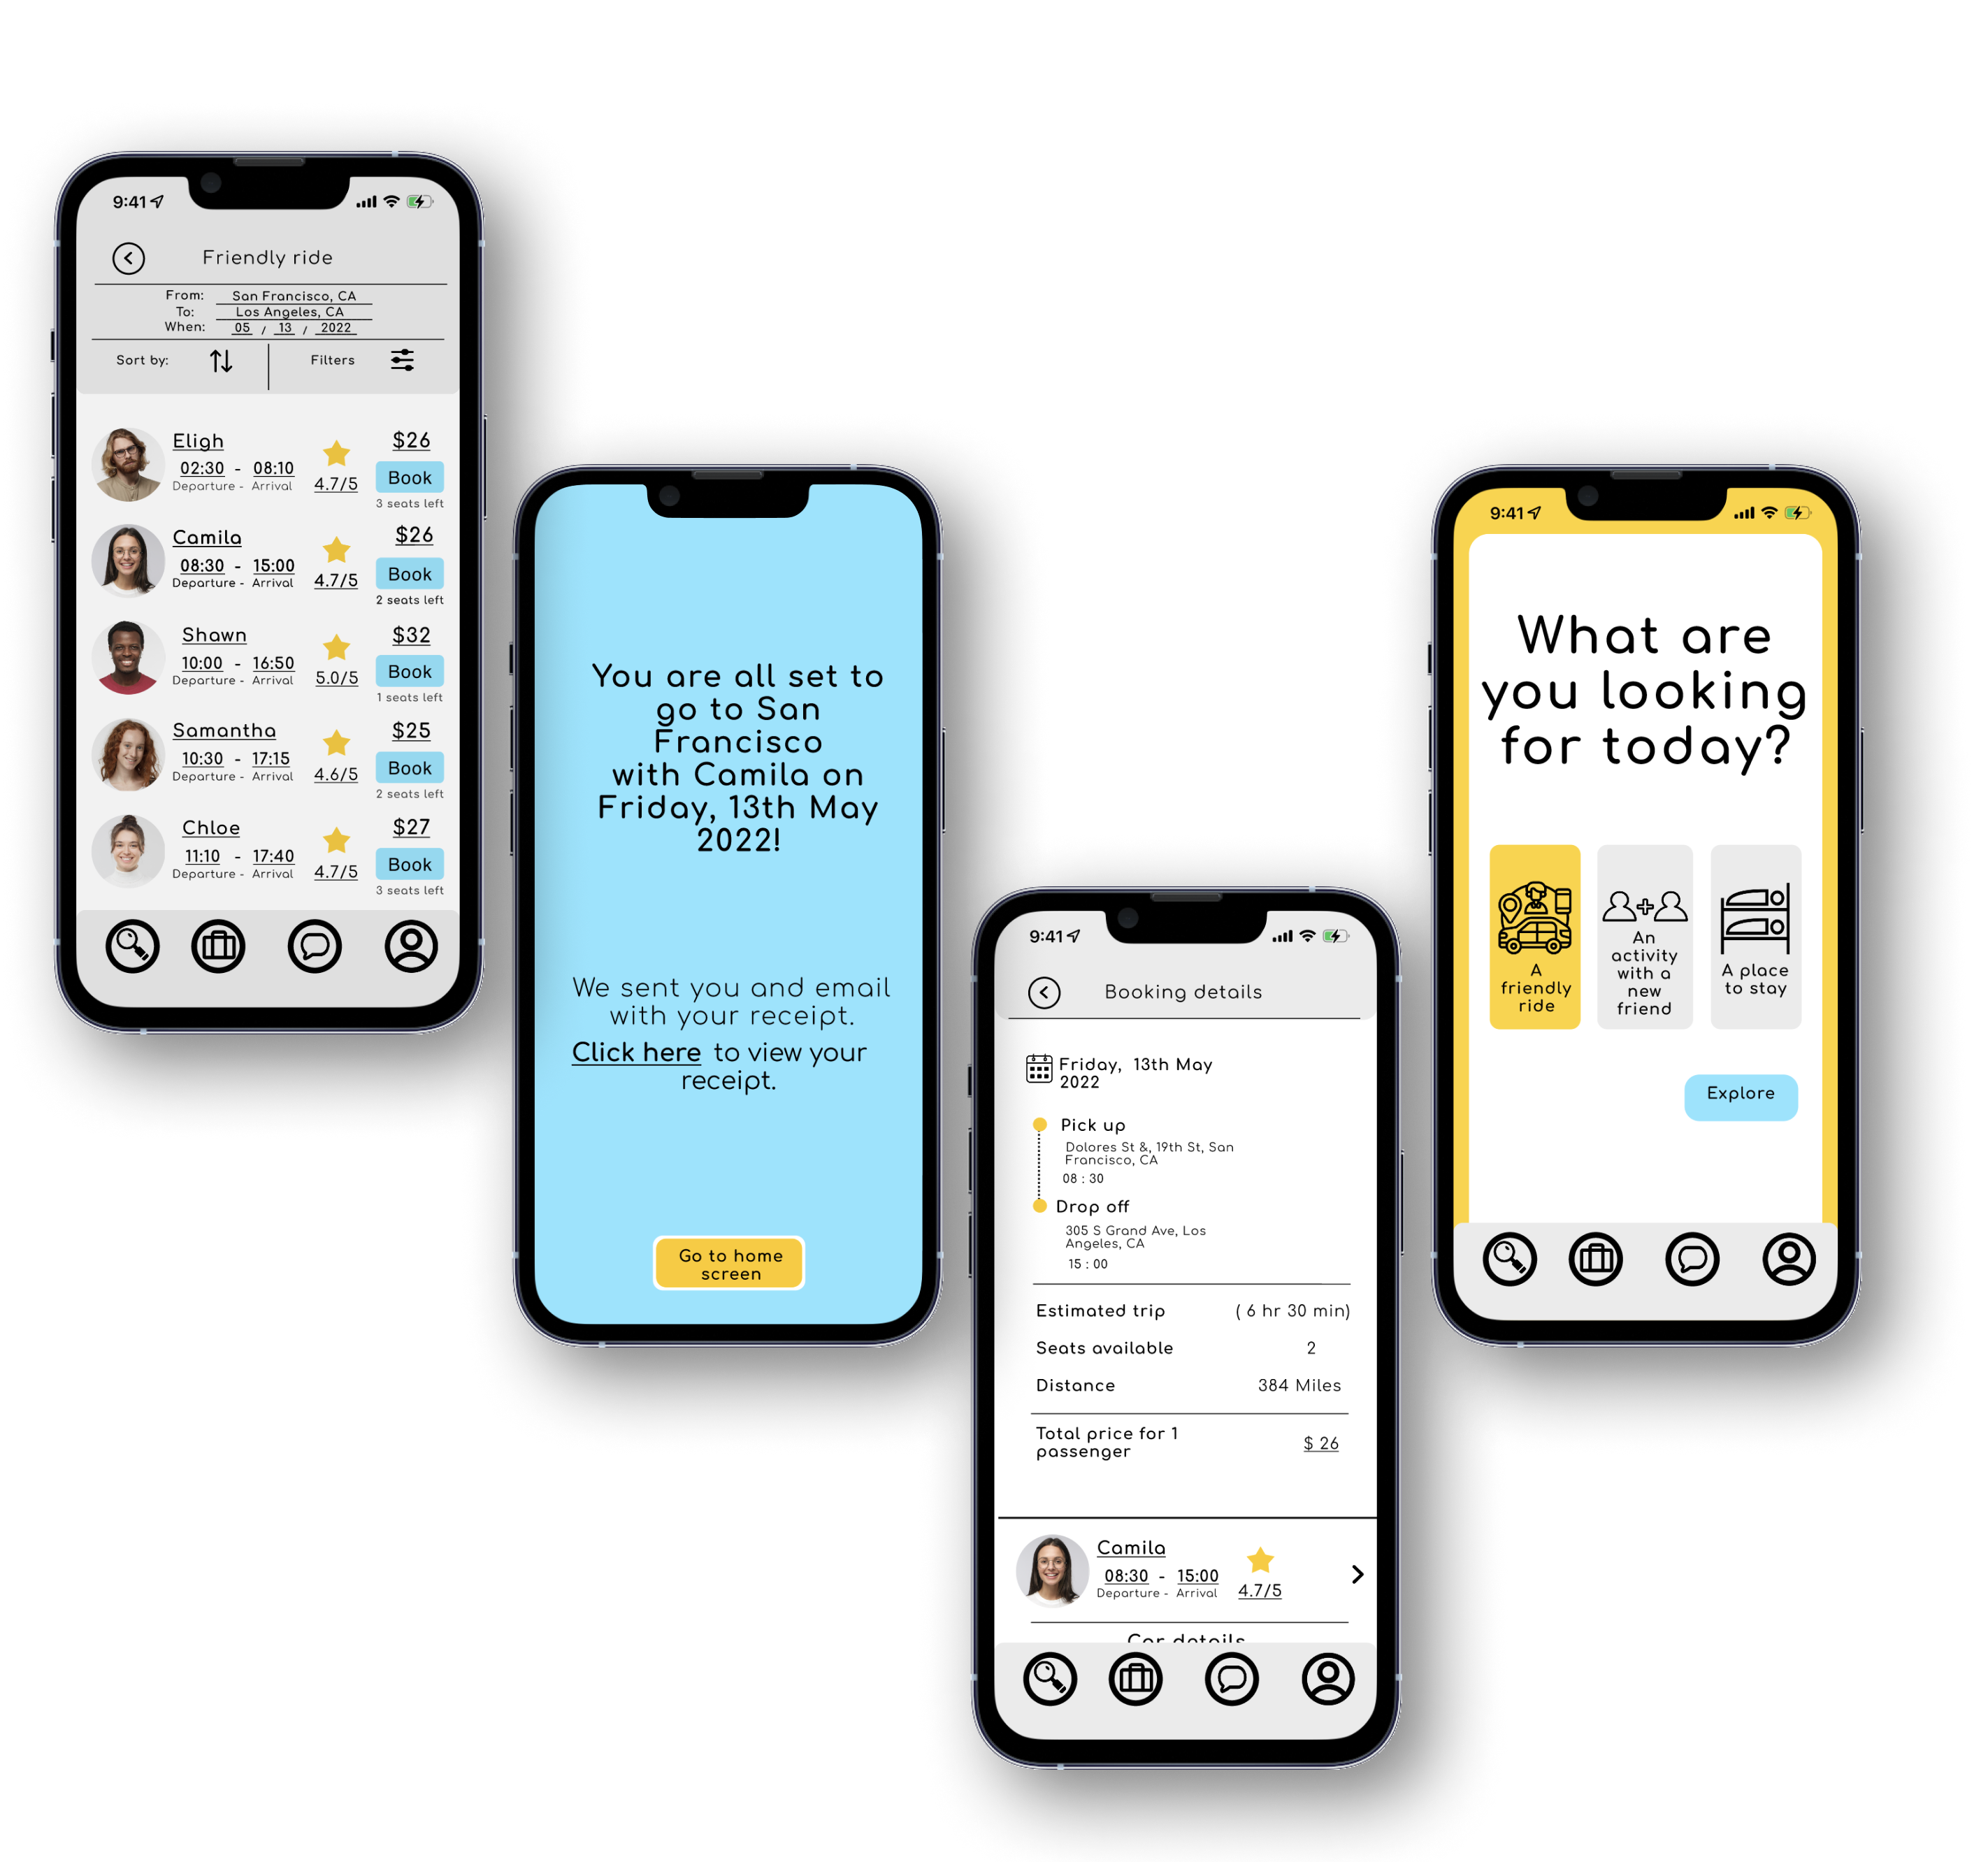 9:41
Friendly ride
From: San Francisco, CA
To: Los Angeles, CA
When: 05 / 13 / 2022
Sort by:
Filters
Eligh
$26
02:30 - 08:10
Departure - Arrival
4.7/5
Book
3 seats left
Camila
$26
08:30 - 15:00
Departure - Arrival
4.7/5
Book
2 seats left
Shawn
$32
10:00 - 16:50
Departure - Arrival
5.0/5
Book
1 seats left
Samantha
$25
10:30 - 17:15
Departure - Arrival
4.6/5
Book
2 seats left
Chloe
$27
11:10 - 17:40
Departure - Arrival
4.7/5
Book
3 seats left
You are all set to
go to San
Francisco
with Camila on
Friday, 13th May
2022!
We sent you and email
with your receipt.
Click here to view your
receipt.
Go to home
screen
9:41
Booking details
Friday, 13th May
2022
Pick up
Dolores St &, 19th St, San
Francisco, CA
08 : 30
Drop off
305 S Grand Ave, Los
Angeles, CA
15 : 00
Estimated trip ( 6 hr 30 min)
Seats available 2
Distance 384 Miles
Total price for 1
passenger
$ 26
Camila
08:30 - 15:00
Departure - Arrival
4.7/5
Car details
9:41
What are
you looking
for today?
A
friendly
ride
An
activity
with a
new
friend
A place
to stay
Explore